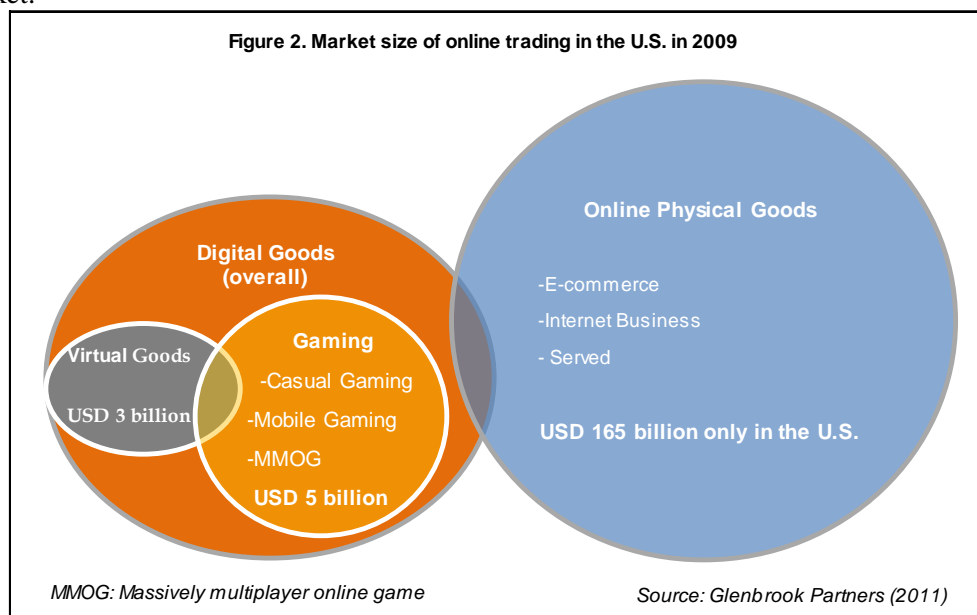 Figure 2. Market size of online trading in the U.S. in 2009
Digital Goods
(overall)
Virtual Goods
USD 3 billion
Gaming
-Casual Gaming
-Mobile Gaming
-MMOG
USD 5 billion
Online Physical Goods
-E-commerce
-Internet Business
- Served
USD 165 billion only in the U.S.
MMOG: Massively multiplayer online game
Source: Glenbrook Partners (2011)